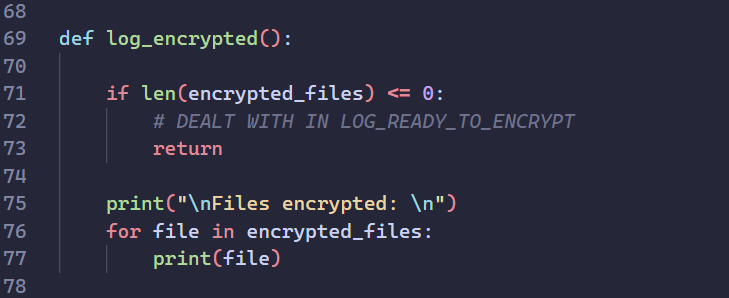 68
69 def log_encrypted():
70
71     if len(encrypted_files) <= 0:
72         # DEALT WITH IN LOG_READY_TO_ENCRYPT
73         return
74
75     print("\nFiles encrypted: \n")
76     for file in encrypted_files:
77         print(file)
78